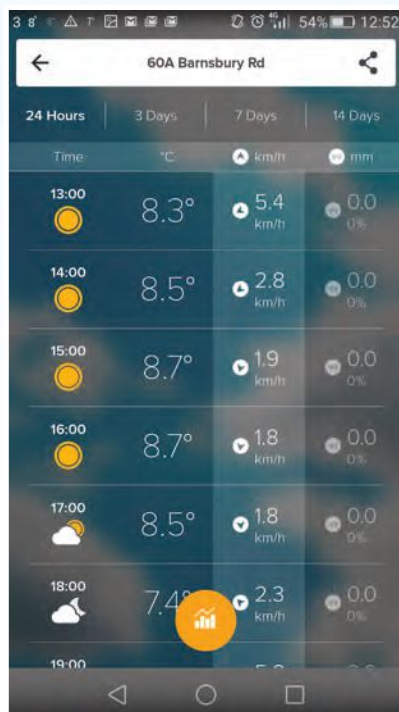 54% 12:52
60A Barnsbury Rd
24 Hours 3 Days 7 Days 14 Days
Time °C km/h mm
13:00
8.3° 5.4 0.0
km/h 0%
14:00
8.5° 2.8 0.0
km/h 0%
15:00
8.7° 1.9 0.0
km/h 0%
16:00
8.7° 1.8 0.0
km/h 0%
17:00
8.5° 1.8 0.0
km/h 0%
18:00
7.4° 2.3 0.0
km/h 0%
19:00